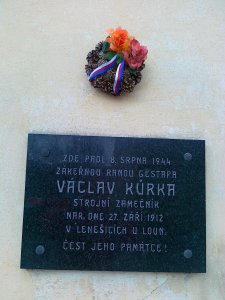 ZDE PADL 8. SRPNA 1944
ZÁKEŘNOU RANOU GESTAPA
VÁCLAV KŮRKA
STROJNÍ ZÁMEČNÍK
NAR. DNE 27. ZÁŘÍ 1912
V LENEŠICÍCH U LOUN.
ČEST JEHO PAMÁTCE!